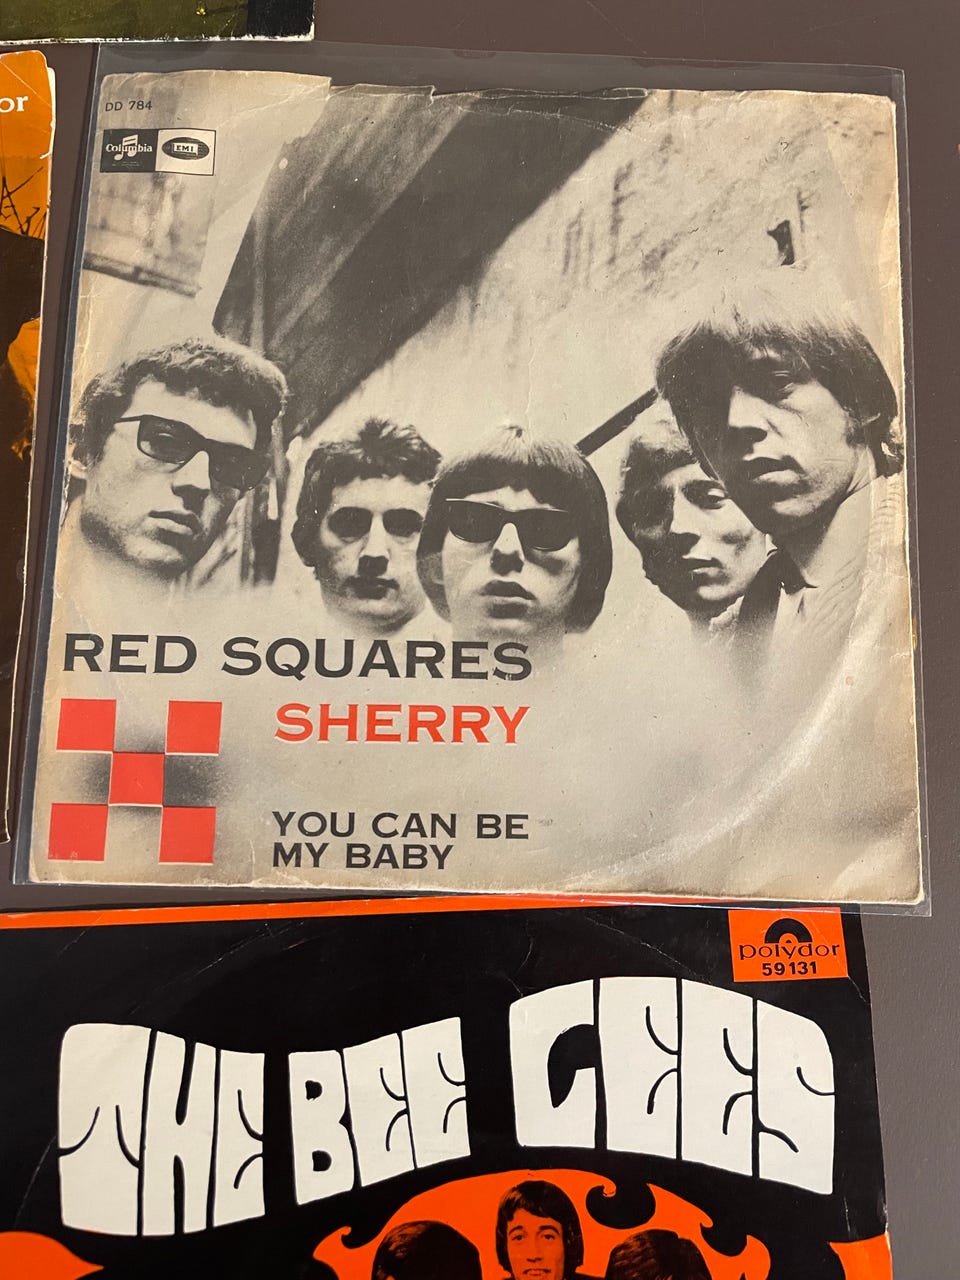 or
DD 784
Columbia
EMI
RED SQUARES
SHERRY
YOU CAN BE
MY BABY
polydor
59131
THE BEE GEES